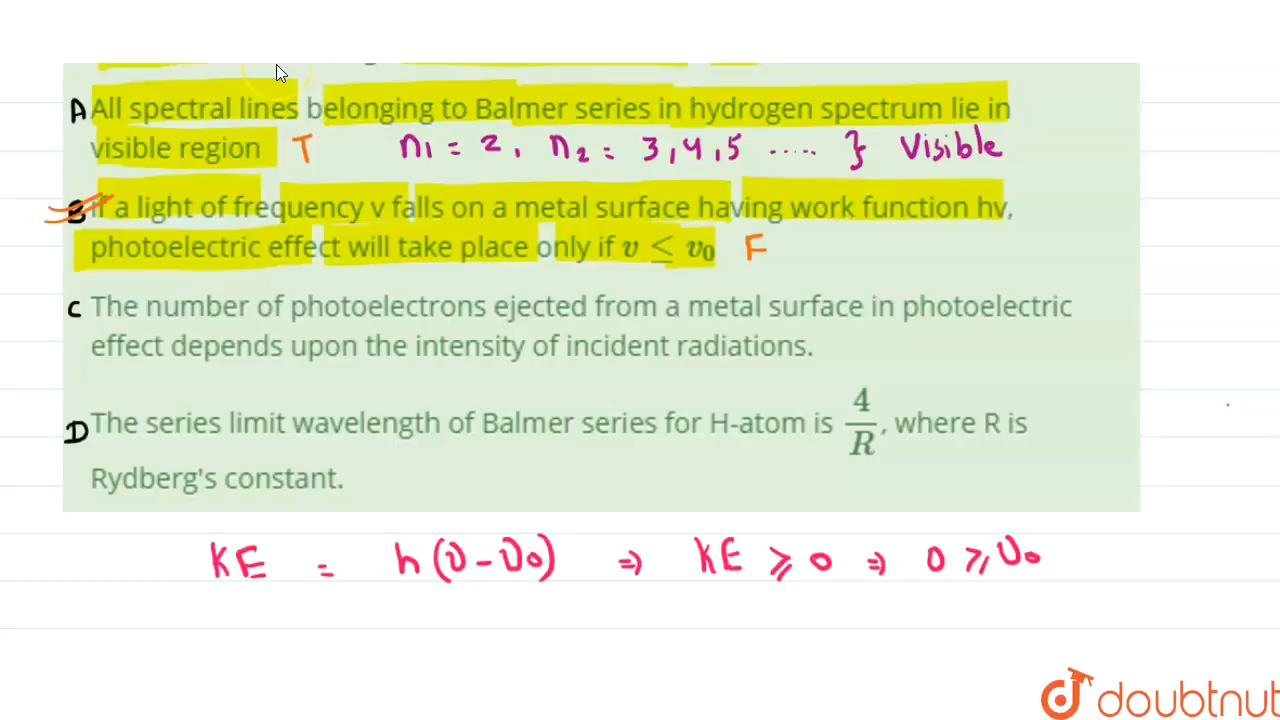 A All spectral lines belonging to Balmer series in hydrogen spectrum lie in
visible region T n₁ = 2, n₂ = 3, 4, 5 ..... } Visible
B If a light of frequency v falls on a metal surface having work function hv,
photoelectric effect will take place only if v ≤ v₀ F
C The number of photoelectrons ejected from a metal surface in photoelectric
effect depends upon the intensity of incident radiations.
D The series limit wavelength of Balmer series for H-atom is 4/R, where R is
Rydberg's constant.
KE = h(υ - υ₀) ⇒ KE ≥ 0 ⇒ υ ≥ υ₀
doubtnut